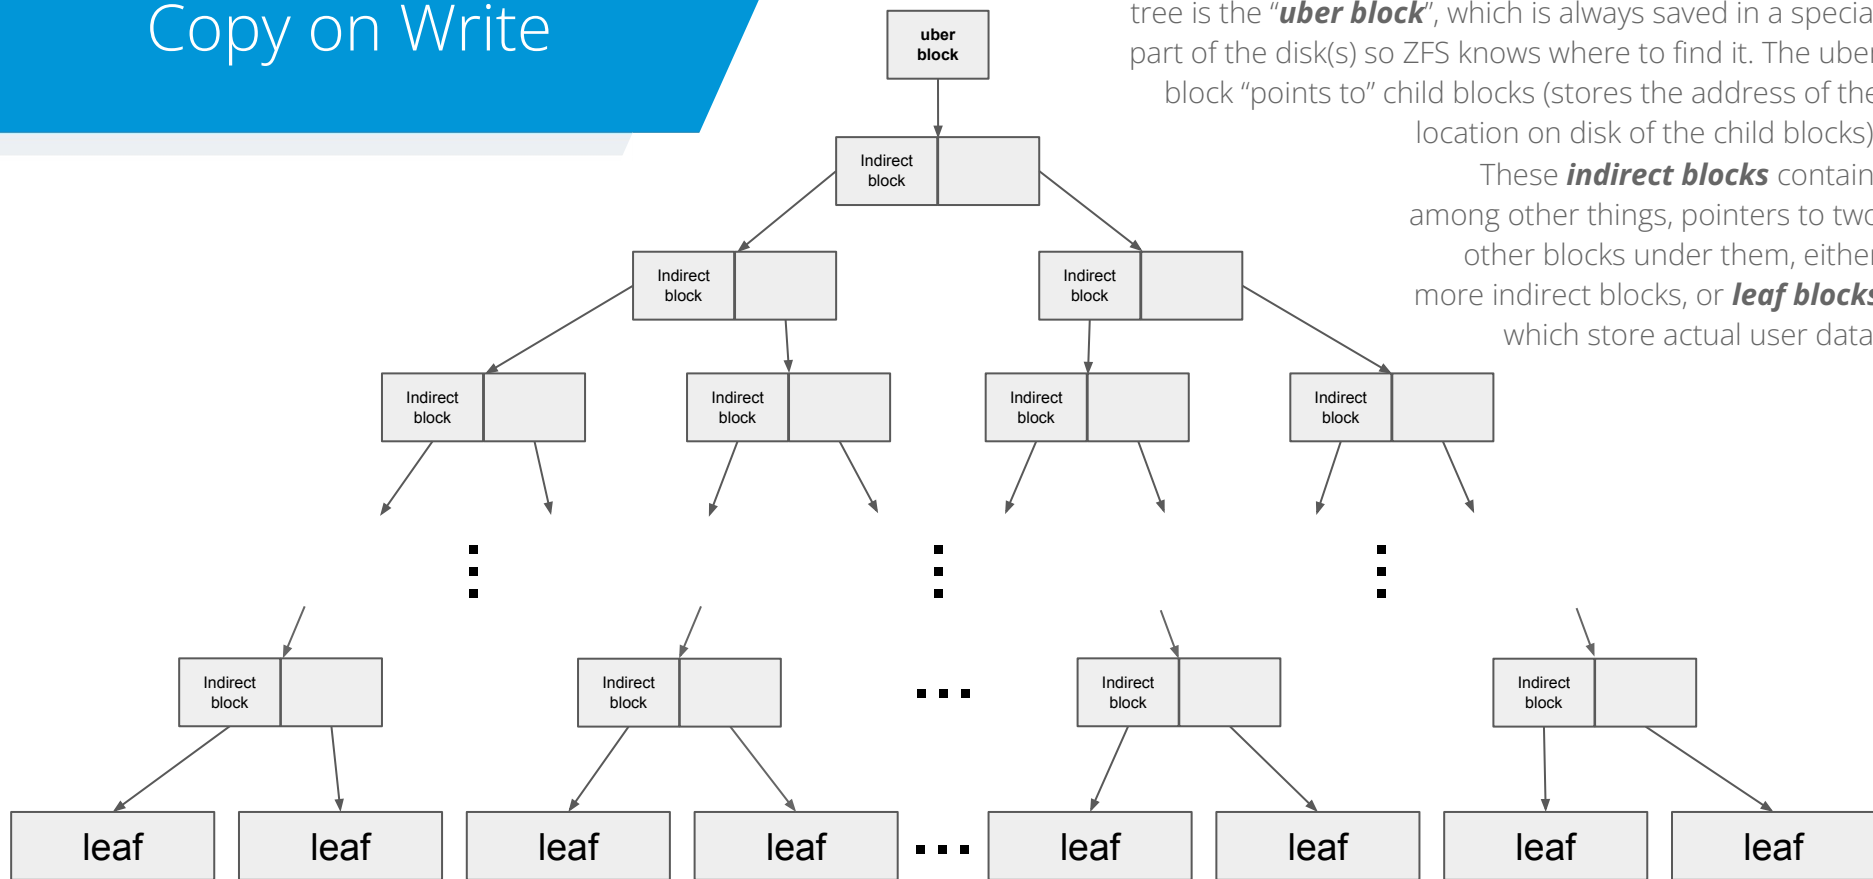 Copy on Write
tree is the “uber block”, which is always saved in a specia
part of the disk(s) so ZFS knows where to find it. The uber
block “points to” child blocks (stores the address of the
location on disk of the child blocks)
These indirect blocks contain
among other things, pointers to two
other blocks under them, either
more indirect blocks, or leaf blocks
which store actual user data
uber
block
Indirect
block
Indirect
block
Indirect
block
Indirect
block
Indirect
block
Indirect
block
Indirect
block
Indirect
block
Indirect
block
Indirect
block
Indirect
block
leaf
leaf
leaf
leaf
leaf
leaf
leaf
leaf